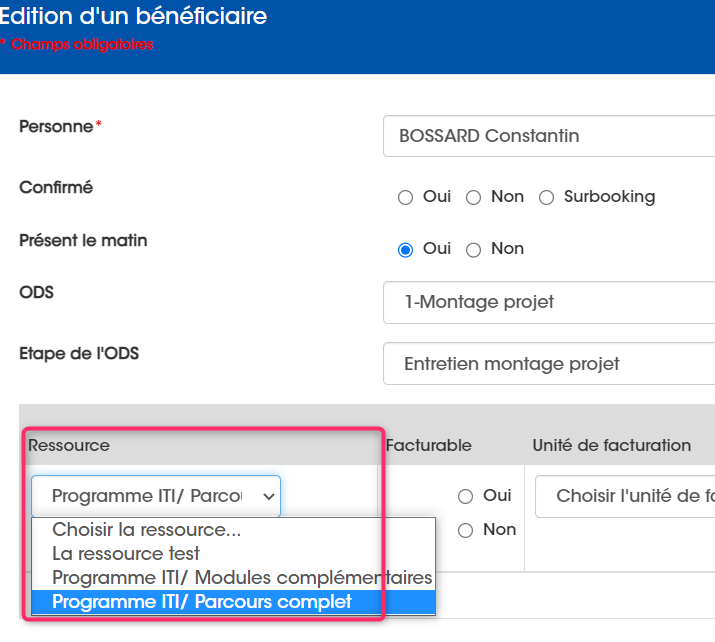 Edition d'un bénéficiaire
* Champs obligatoires
Personne*
BOSSARD Constantin
Confirmé
Oui Non Surbooking
Présent le matin
Oui Non
ODS
1-Montage projet
Etape de l'ODS
Entretien montage projet
Ressource Facturable Unité de facturation
Programme ITI/ Parcou
Oui
Choisir l'unité de fa
Non
Choisir la ressource...
La ressource test
Programme ITI/ Modules complémentaires
Programme ITI/ Parcours complet